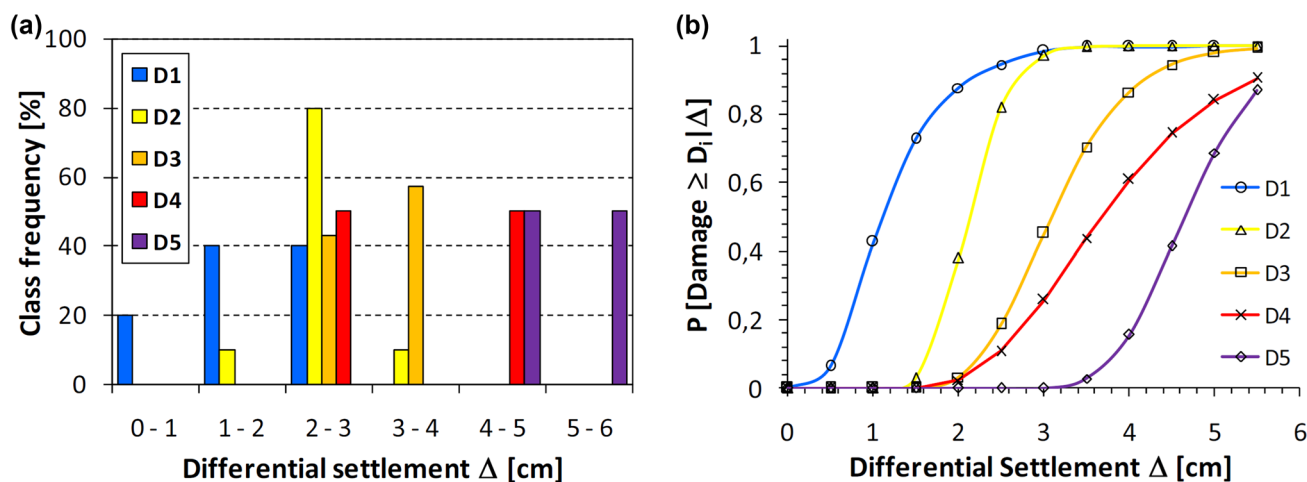 (a)
Class frequency [%]
100
80
60
40
20
0
D1
D2
D3
D4
D5
0 - 1 1 - 2 2 - 3 3 - 4 4 - 5 5 - 6
Differential settlement Δ [cm]
(b)
P [Damage ≥ Di|Δ]
1
0,8
0,6
0,4
0,2
0
D1
D2
D3
D4
D5
0 1 2 3 4 5 6
Differential Settlement Δ [cm]